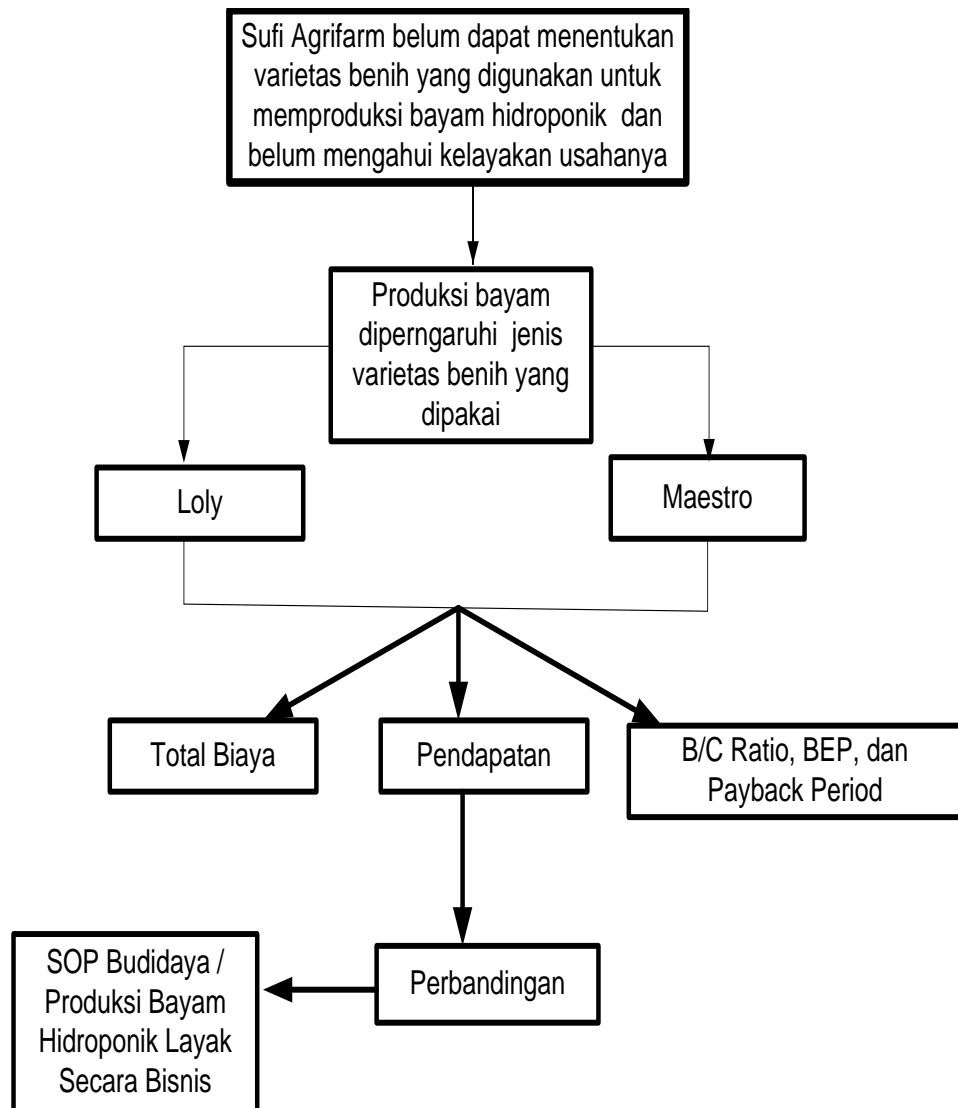 Sufi Agrifarm belum dapat menentukan
varietas benih yang digunakan untuk
memproduksi bayam hidroponik dan
belum mengahui kelayakan usahanya
Produksi bayam
diperngaruhi jenis
varietas benih yang
dipakai
Loly
Maestro
Total Biaya
Pendapatan
B/C Ratio, BEP, dan
Payback Period
Perbandingan
SOP Budidaya /
Produksi Bayam
Hidroponik Layak
Secara Bisnis